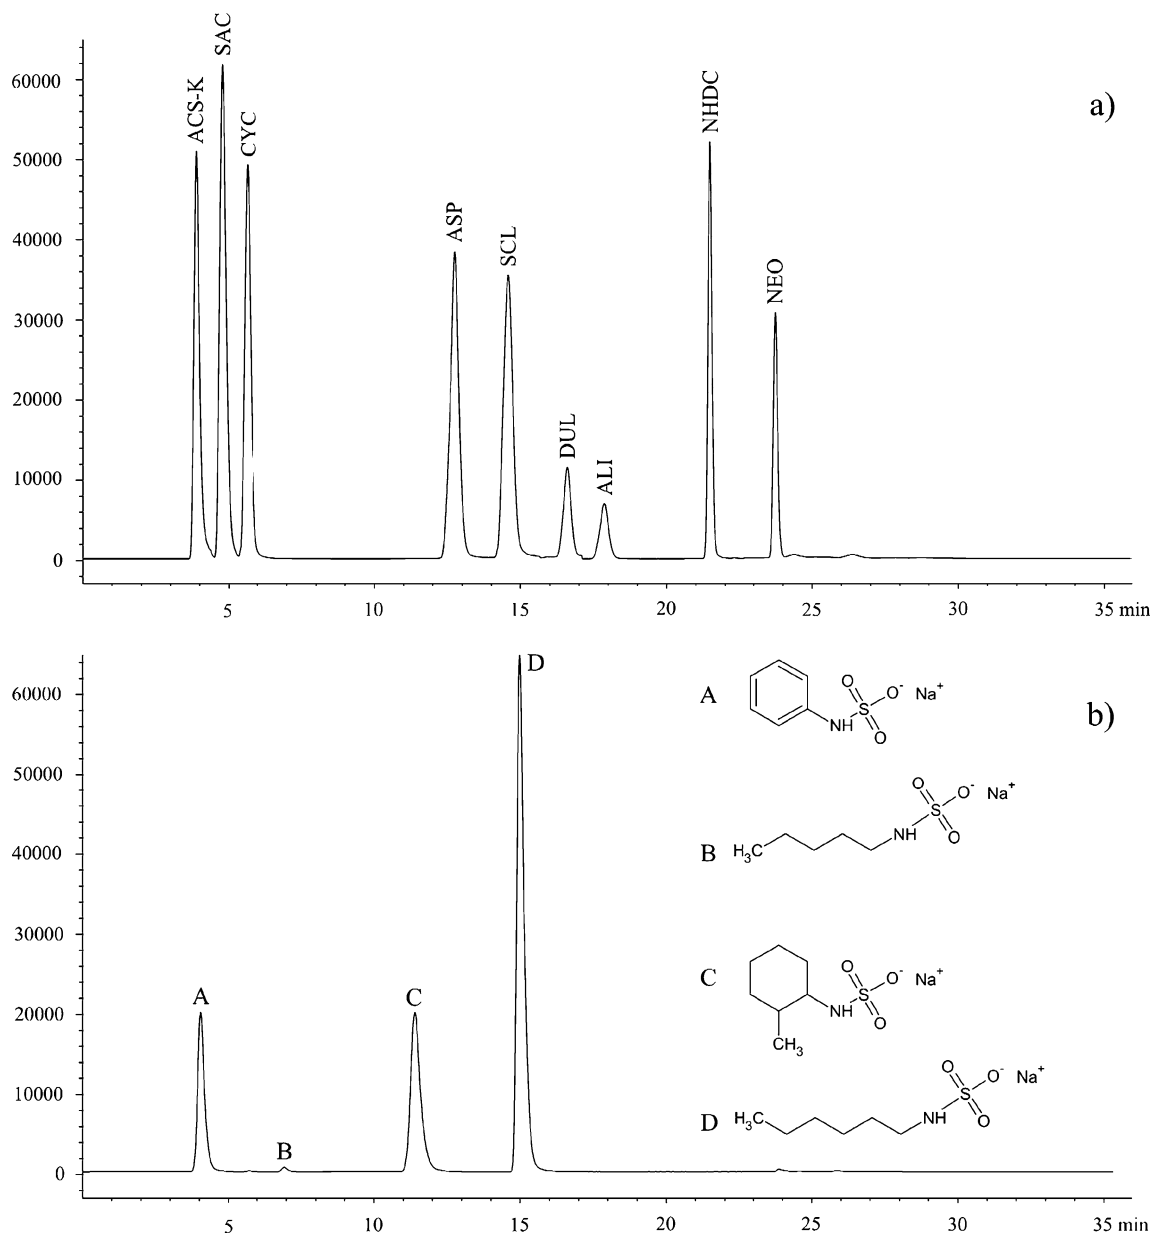 SAC
ACS-K
CYC
NHDC
ASP
SCL
NEO
DUL
ALI
a)
60000
50000
40000
30000
20000
10000
0
5 10 15 20 25 30 35 min
60000
50000
40000
30000
20000
10000
0
A
B
C
D
b)
A NH S O O O- Na+
B H3C NH S O O O- Na+
C CH3 NH S O O O- Na+
D H3C NH S O O O- Na+
5 10 15 20 25 30 35 min